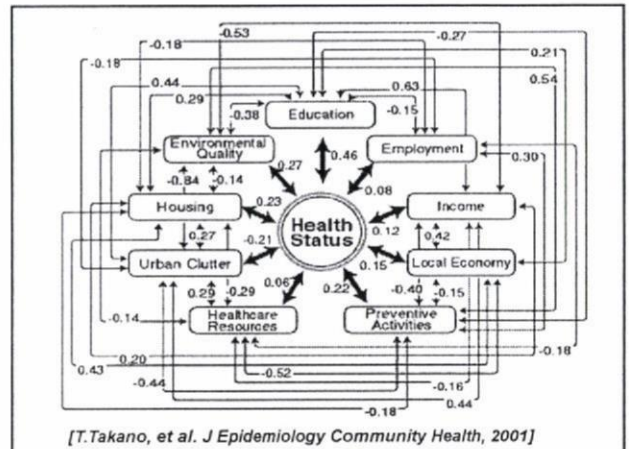 -0.53
-0.27
-0.18
0.21
-0.18
0.54
0.44
0.63
0.29
-0.38
Education
-0.15
Environmental
Quality
Employment
0.46
0.30
0.27
0.08
-0.84
-0.14
Housing
0.23
Health
Status
0.12
Income
0.27
0.42
Urban Clutter
-0.21
0.15
Local Economy
0.29
-0.29
0.06
0.22
-0.40
-0.15
-0.14
Healthcare
Resources
Preventive
Activities
0.43
0.20
-0.18
-0.52
-0.16
-0.44
0.44
-0.18
[T.Takano, et al. J Epidemiology Community Health, 2001]